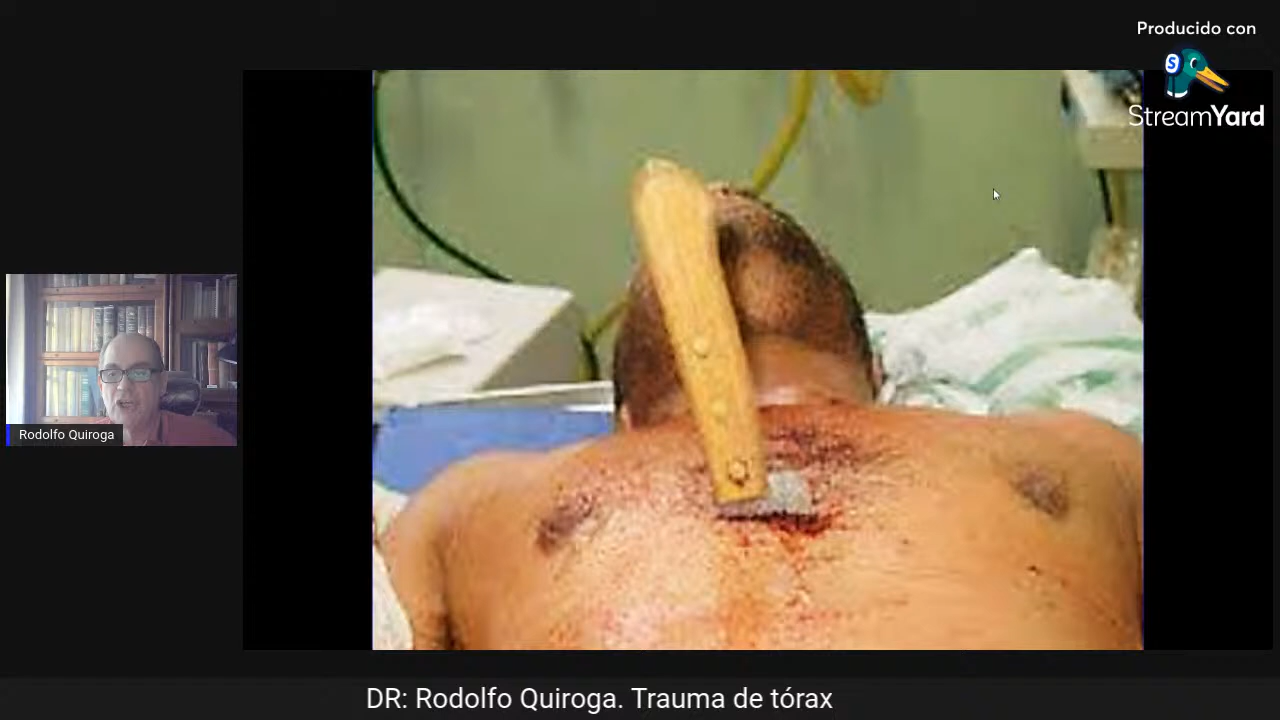 Producido con
StreamYard
Rodolfo Quiroga
DR: Rodolfo Quiroga. Trauma de tórax